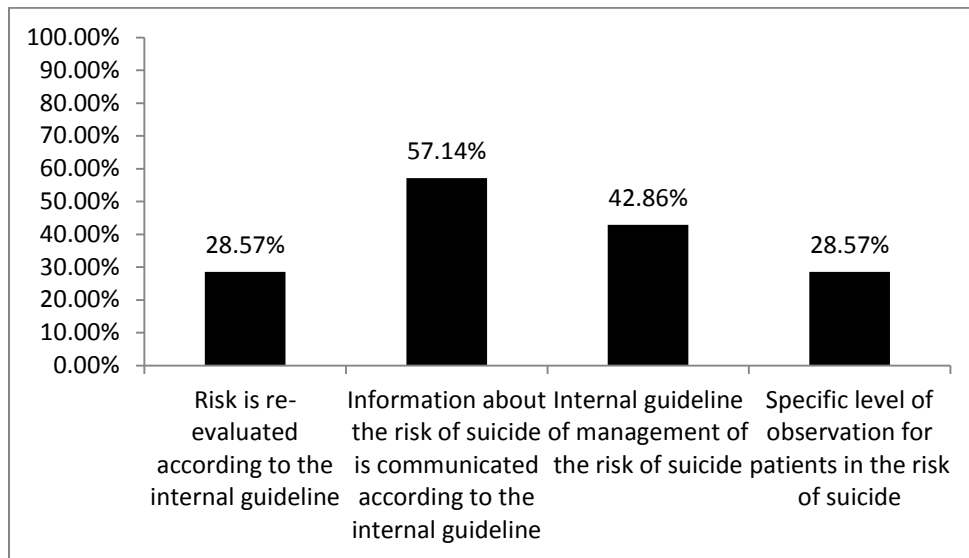 100.00%
90.00%
80.00%
70.00%
60.00%
50.00%
40.00%
30.00%
20.00%
10.00%
0.00%
28.57%
57.14%
42.86%
28.57%
Risk is re-
evaluated
according to the
internal guideline
Information about
the risk of suicide
is communicated
according to the
internal guideline
Internal guideline
of management of
the risk of suicide
Specific level of
observation for
patients in the risk
of suicide